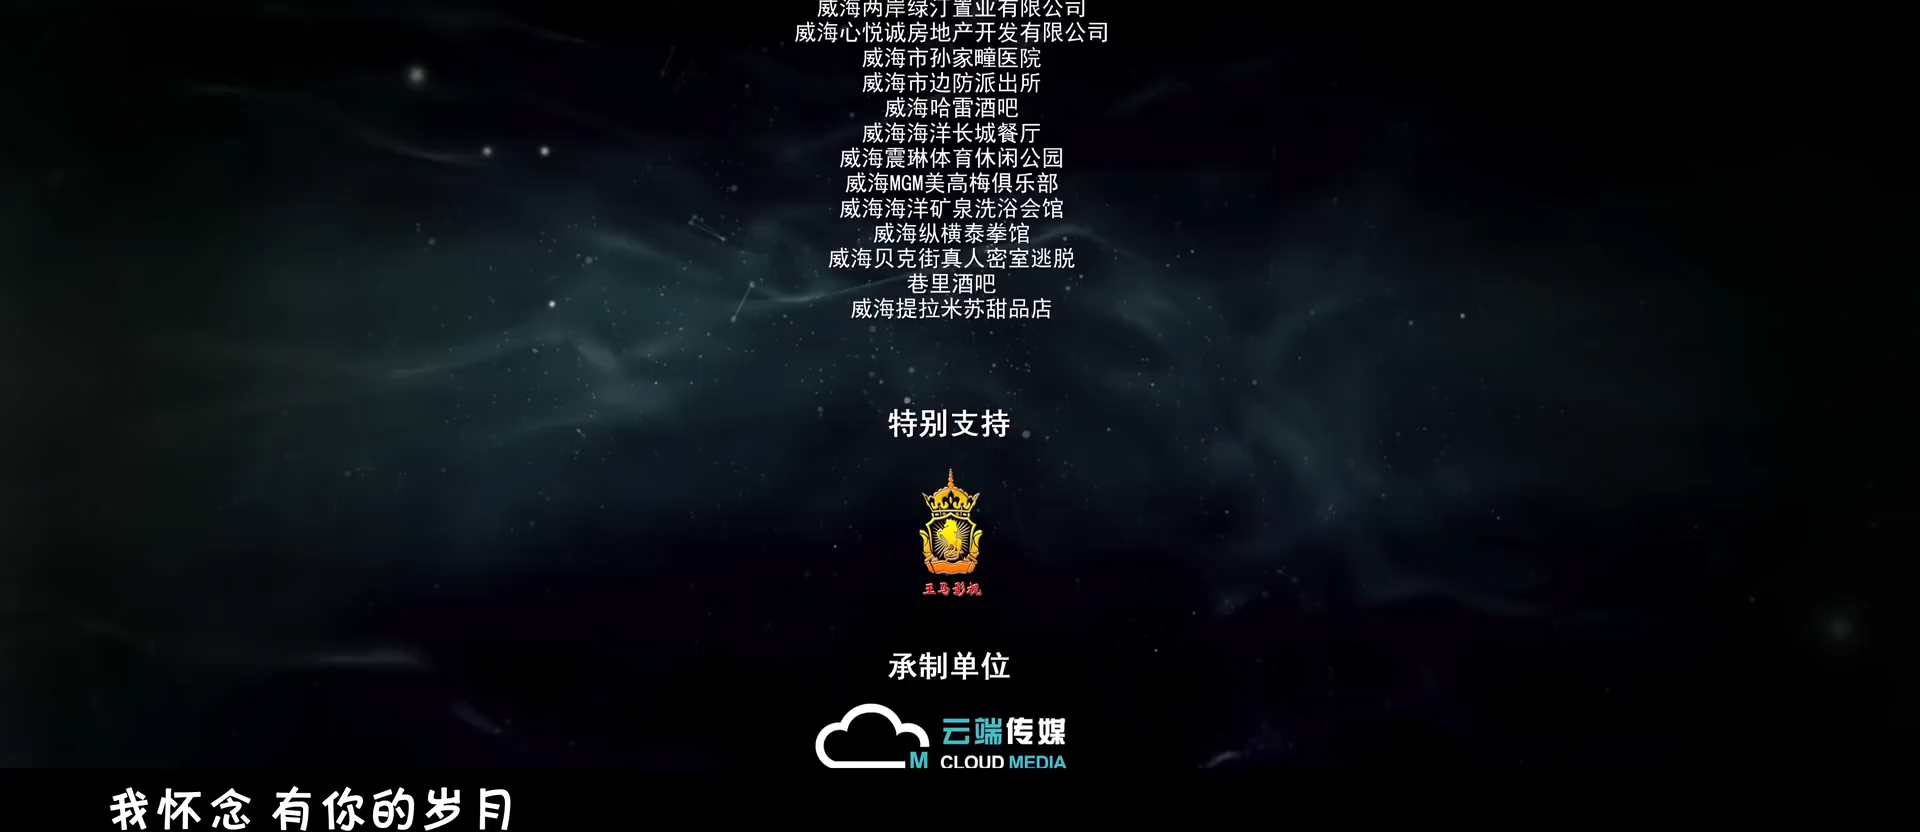 威海两岸绿汀置业有限公司
威海心悦诚房地产开发有限公司
威海市孙家疃医院
威海市边防派出所
威海哈雷酒吧
威海海洋长城餐厅
威海震琳体育休闲公园
威海MGM美高梅俱乐部
威海海洋矿泉洗浴会馆
威海纵横泰拳馆
威海贝克街真人密室逃脱
巷里酒吧
威海提拉米苏甜品店
特别支持
王马影视
承制单位
云端传媒
M CLOUD MEDIA
我怀念 有你的岁月